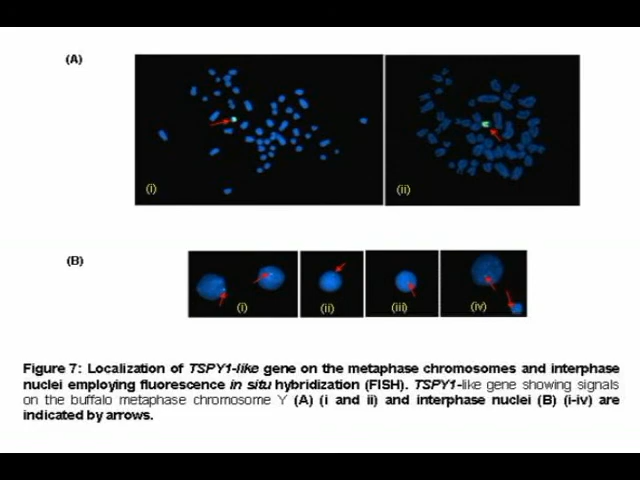 (A)
(i)
(ii)
(B)
(i)
(ii)
(iii)
(iv)
Figure 7: Localization of TSPY1-like gene on the metaphase chromosomes and interphase
nuclei employing fluorescence in situ hybridization (FISH). TSPY1-like gene showing signals
on the buffalo metaphase chromosome Y (A) (i and ii) and interphase nuclei (B) (i-iv) are
indicated by arrows.